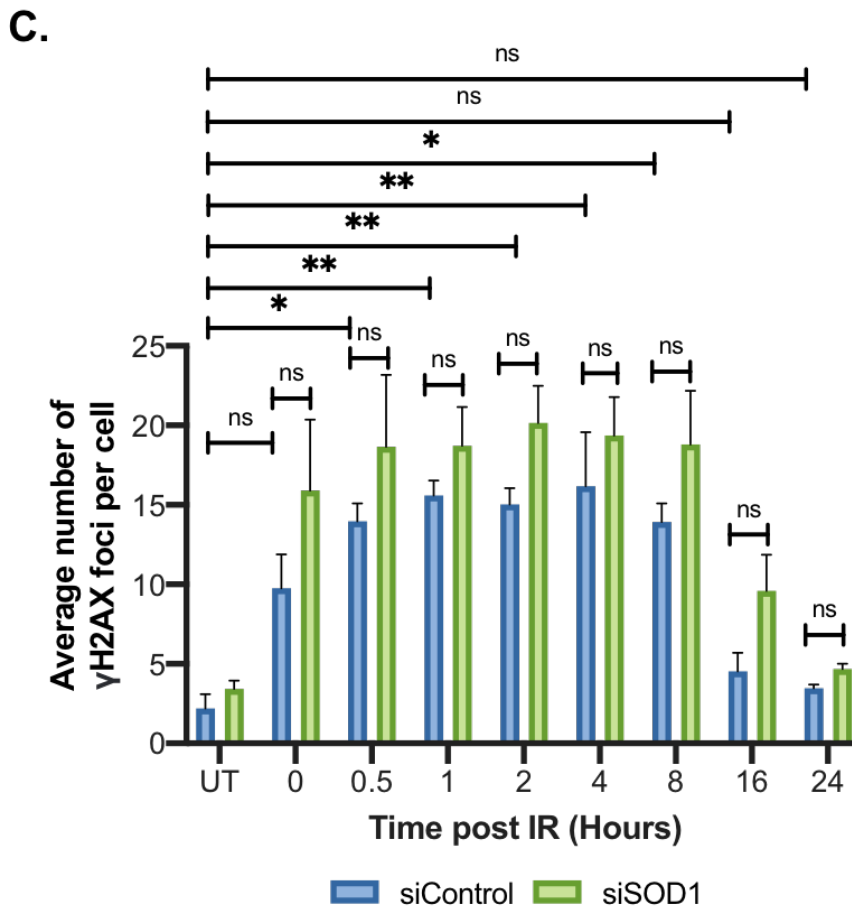 C.
ns
ns
*
**
**
**
*
ns
ns
ns
ns
ns
ns
ns
ns
ns
25
20
15
10
5
0
Average number of
γH2AX foci per cell
UT 0 0.5 1 2 4 8 16 24
Time post IR (Hours)
siControl siSOD1